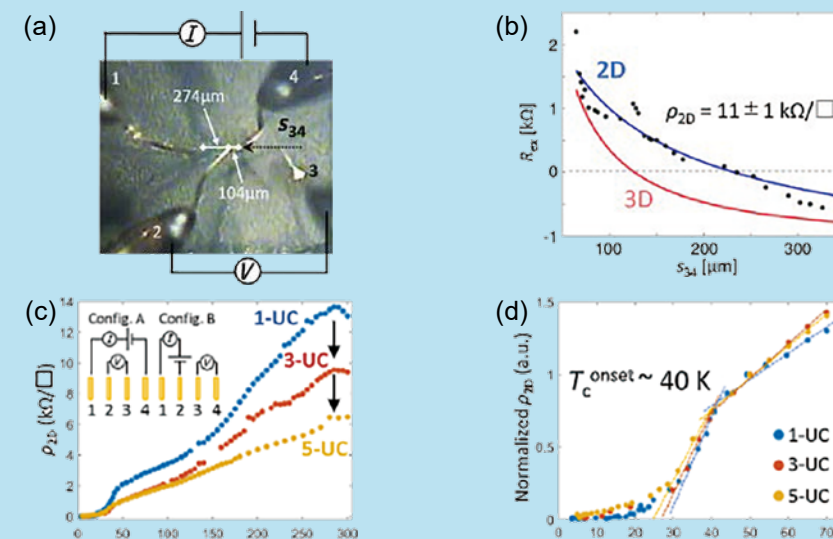 (a)
I
1
4
274μm
S34
3
104μm
2
V
(b)
2
1
0
-1
Rex [kΩ]
2D
ρ2D = 11 ± 1 kΩ/□
3D
100
200
300
S34 [μm]
(c)
14
12
10
8
6
4
2
0
ρ2D (kΩ/□)
Config. A
Config. B
I
I
V
V
1 2 3 4
1 2 3 4
1-UC
3-UC
5-UC
0
50
100
150
200
250
300
(d)
1.5
1.0
0.5
0
Normalized ρ2D (a.u.)
Tc onset ~ 40 K
1-UC
3-UC
5-UC
0
10
20
30
40
50
60
70